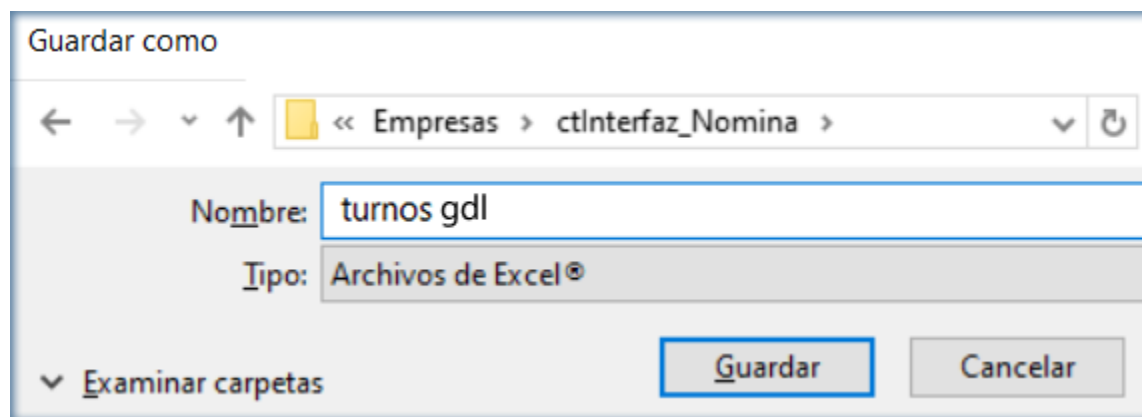 Guardar como
« Empresas > ctInterfaz_Nomina >
Nombre: turnos gdl
Tipo: Archivos de Excel®
Guardar Cancelar
Examinar carpetas